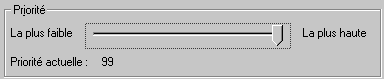 Priorité
La plus faible La plus haute
Priorité actuelle : 99